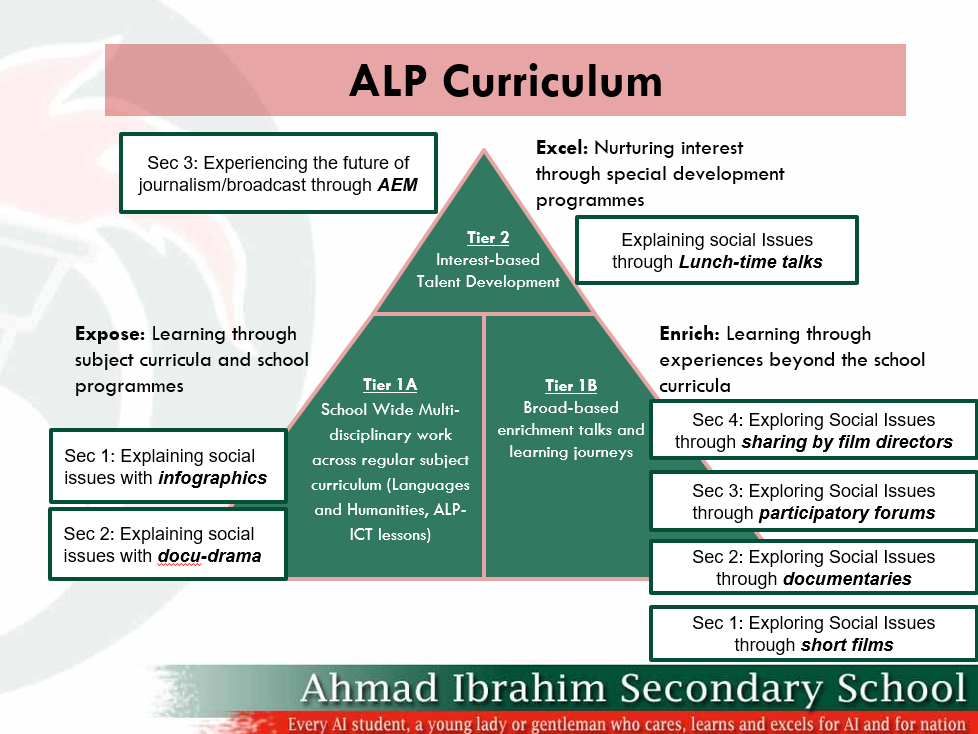 ALP Curriculum
Sec 3: Experiencing the future of
journalism/broadcast through AEM
Excel: Nurturing interest
through special development
programmes
Tier 2
Interest-based
Talent Development
Explaining social Issues
through Lunch-time talks
Expose: Learning through
subject curricula and school
programmes
Enrich: Learning through
experiences beyond the school
curricula
Tier 1A
School Wide Multi-
disciplinary work
across regular subject
curriculum (Languages
and Humanities, ALP-
ICT lessons)
Tier 1B
Broad-based
enrichment talks and
learning journeys
Sec 1: Explaining social
issues with infographics
Sec 2: Explaining social
issues with docu-drama
Sec 4: Exploring Social Issues
through sharing by film directors
Sec 3: Exploring Social Issues
through participatory forums
Sec 2: Exploring Social Issues
through documentaries
Sec 1: Exploring Social Issues
through short films
Ahmad Ibrahim Secondary School
Every AI student, a young lady or gentleman who cares, learns and excels for AI and for nation